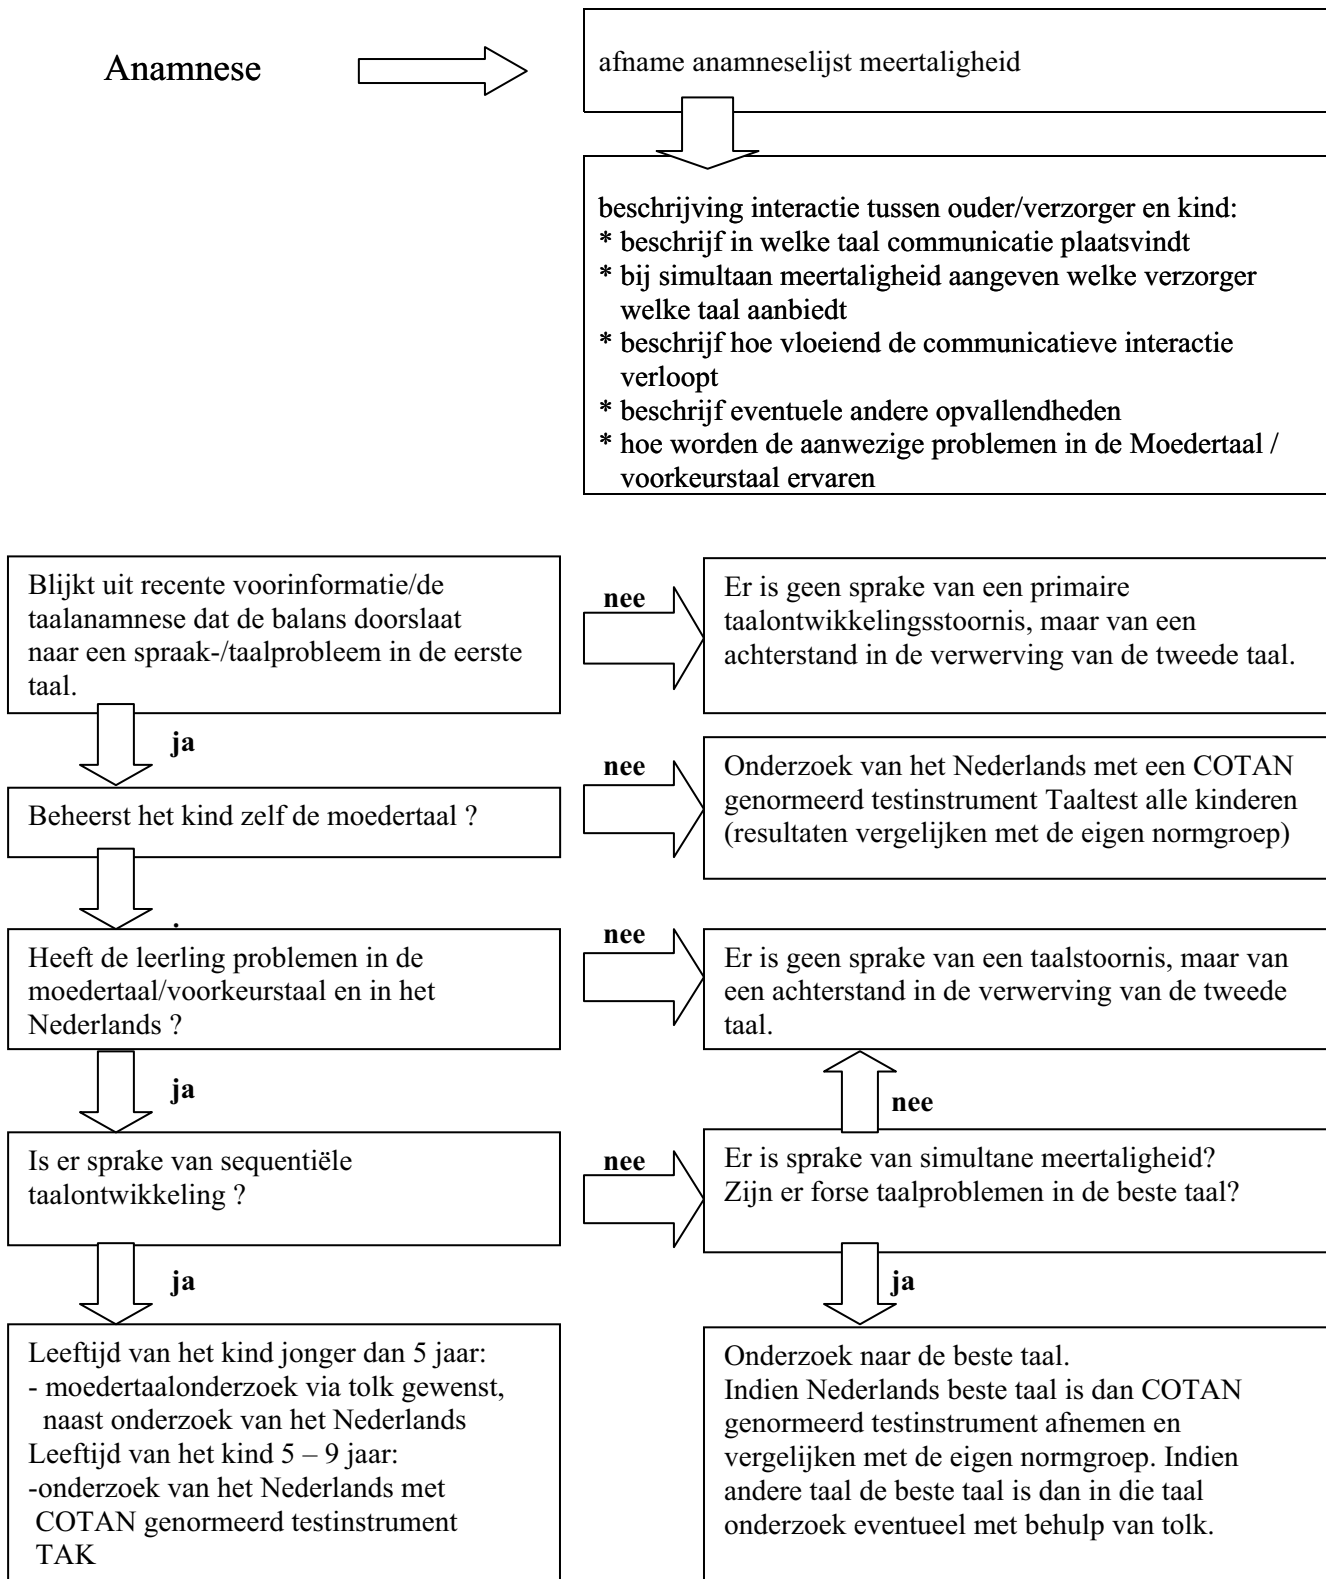 Anamnese
afname anamneselijst meertaligheid
beschrijving interactie tussen ouder/verzorger en kind:
* beschrijf in welke taal communicatie plaatsvindt
* bij simultaan meertaligheid aangeven welke verzorger
welke taal aanbiedt
* beschrijf hoe vloeiend de communicatieve interactie
verloopt
* beschrijf eventuele andere opvallendheden
* hoe worden de aanwezige problemen in de Moedertaal /
voorkeurstaal ervaren
Blijkt uit recente voorinformatie/de
taalanamnese dat de balans doorslaat
naar een spraak-/taalprobleem in de eerste
taal.
nee
Er is geen sprake van een primaire
taalontwikkelingsstoornis, maar van een
achterstand in de verwerving van de tweede taal.
ja
Beheerst het kind zelf de moedertaal ?
nee
Onderzoek van het Nederlands met een COTAN
genormeerd testinstrument Taaltest alle kinderen
(resultaten vergelijken met de eigen normgroep)
Heeft de leerling problemen in de
moedertaal/voorkeurstaal en in het
Nederlands ?
nee
Er is geen sprake van een taalstoornis, maar van
een achterstand in de verwerving van de tweede
taal.
ja
nee
Is er sprake van sequentiële
taalontwikkeling ?
nee
Er is sprake van simultane meertaligheid?
Zijn er forse taalproblemen in de beste taal?
ja
ja
Leeftijd van het kind jonger dan 5 jaar:
- moedertaalonderzoek via tolk gewenst,
naast onderzoek van het Nederlands
Leeftijd van het kind 5 – 9 jaar:
-onderzoek van het Nederlands met
COTAN genormeerd testinstrument
TAK
Onderzoek naar de beste taal.
Indien Nederlands beste taal is dan COTAN
genormeerd testinstrument afnemen en
vergelijken met de eigen normgroep. Indien
andere taal de beste taal is dan in die taal
onderzoek eventueel met behulp van tolk.